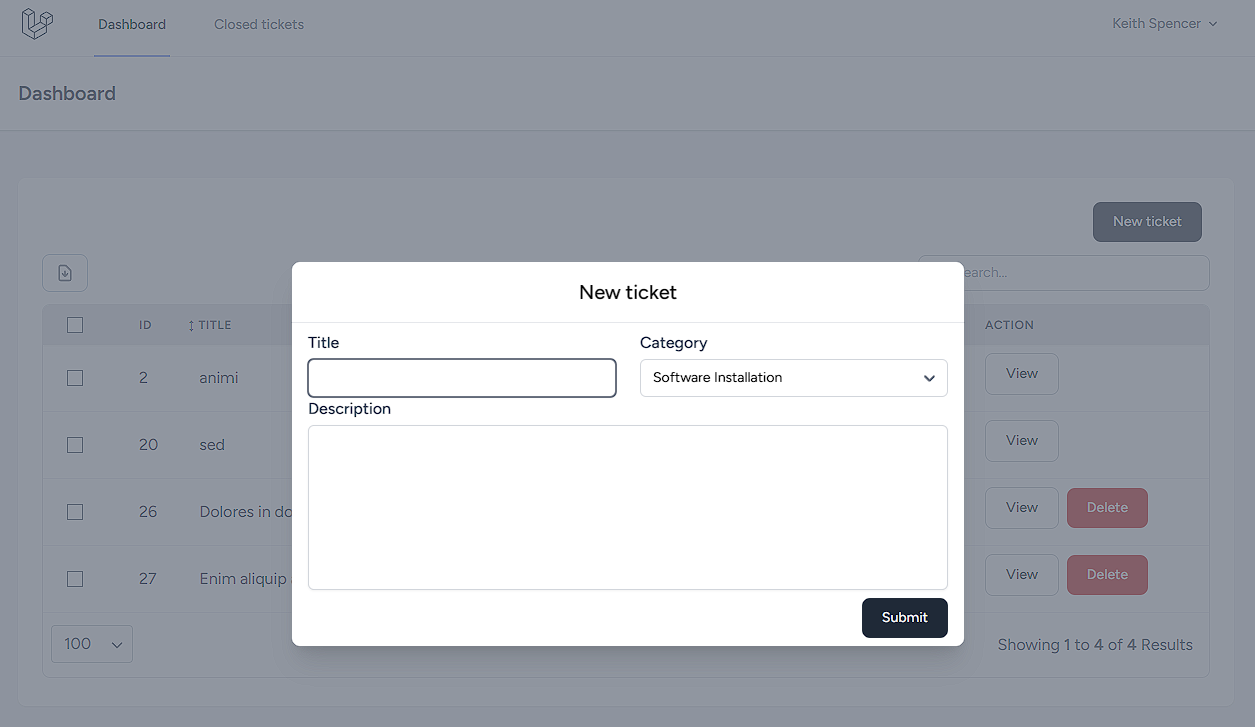 Dashboard Closed tickets Keith Spencer
Dashboard
New ticket
earch...
New ticket
ID TITLE ACTION
Title Category
2 animi Software Installation View
Description
20 sed View
26 Dolores in View Delete
27 Enim aliquip View Delete
Submit
100 Showing 1 to 4 of 4 Results